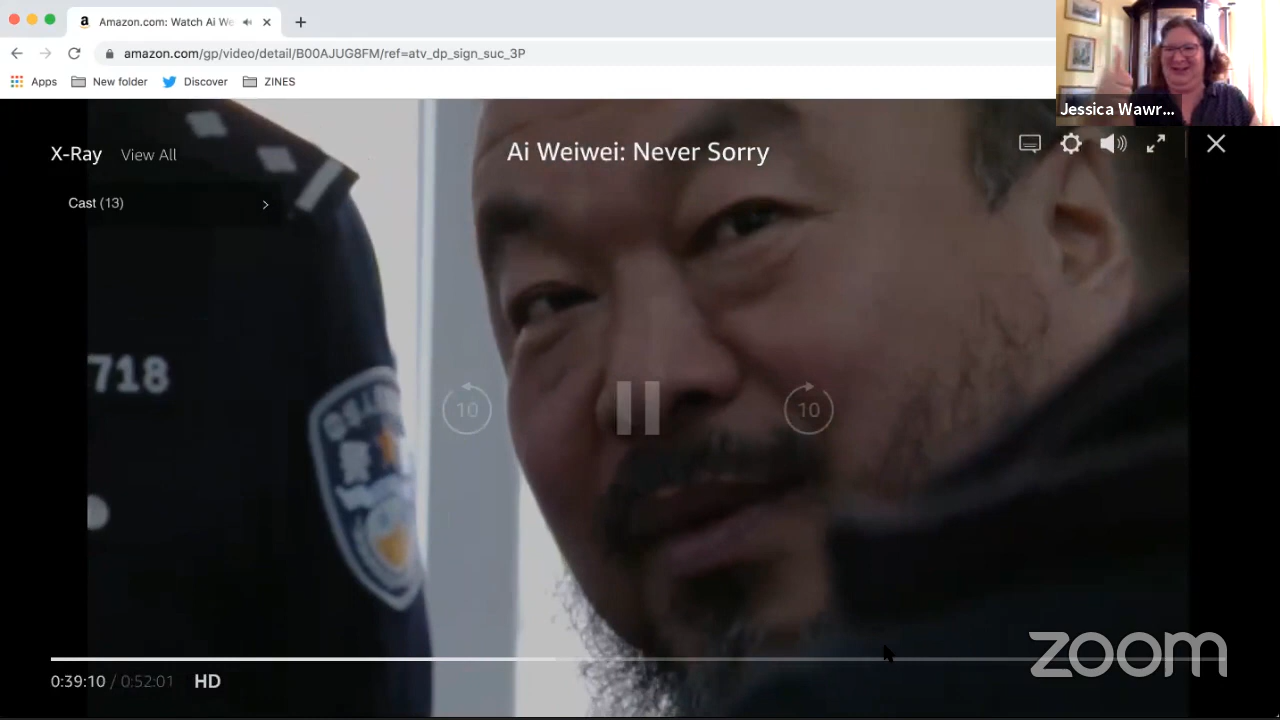 Amazon.com: Watch Ai We
amazon.com/gp/video/detail/B00AJUG8FM/ref=atv_dp_sign_suc_3P
Apps New folder Discover ZINES
Jessica Wawr...
X-Ray View All
Ai Weiwei: Never Sorry
Cast (13)
718
10 10
zoom
0:39:10 / 0:52:01 HD